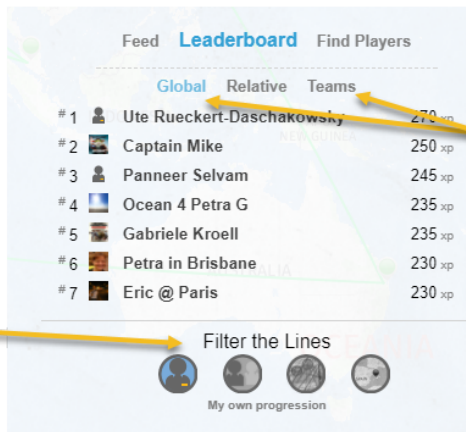 Feed Leaderboard Find Players
Global Relative Teams
# 1 Ute Rueckert-Daschakowsky 270 xp
# 2 Captain Mike 250 xp
# 3 Panneer Selvam 245 xp
# 4 Ocean 4 Petra G 235 xp
# 5 Gabriele Kroell 235 xp
# 6 Petra in Brisbane 230 xp
# 7 Eric @ Paris 230 xp
Filter the Lines
My own progression